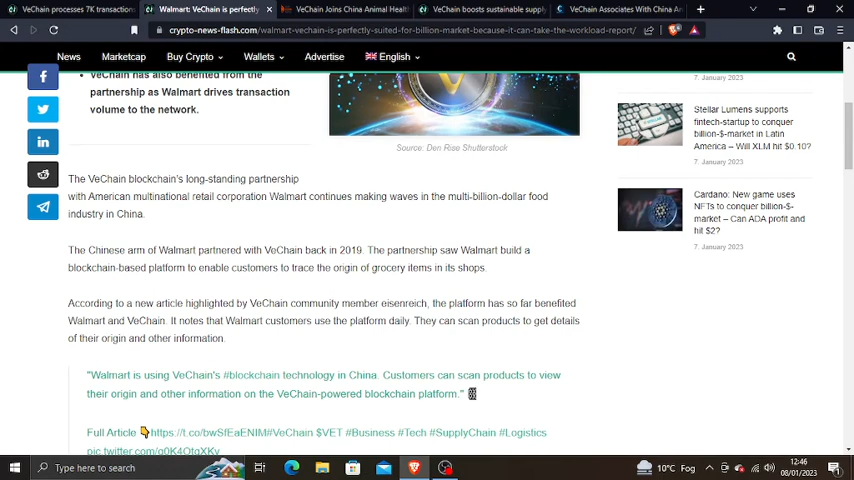 VeChain processes 7K transactions
Walmart: VeChain is perfectly
VeChain Joins China Animal Healt
VeChain boosts sustainable supply
VeChain Associates With China An
crypto-news-flash.com/walmart-vechain-is-perfectly-suited-for-billion-market-because-it-can-take-the-workload-report/
News Marketcap Buy Crypto Wallets Advertise English
VeChain has also benefited from the
partnership as Walmart drives transaction
volume to the network.
Source: Den Rise Shutterstock
The VeChain blockchain's long-standing partnership
with American multinational retail corporation Walmart continues making waves in the multi-billion-dollar food
industry in China.
The Chinese arm of Walmart partnered with VeChain back in 2019. The partnership saw Walmart build a
blockchain-based platform to enable customers to trace the origin of grocery items in its shops.
According to a new article highlighted by VeChain community member eisenreich, the platform has so far benefited
Walmart and VeChain. It notes that Walmart customers use the platform daily. They can scan products to get details
of their origin and other information.
"Walmart is using VeChain's #blockchain technology in China. Customers can scan products to view
their origin and other information on the VeChain-powered blockchain platform."
Full Article 👇https://t.co/bwSfEaENIM#VeChain $VET #Business #Tech #SupplyChain #Logistics
pic.twitter.com/g0K4OtgXKy
7. January 2023
Stellar Lumens supports
fintech-startup to conquer
billion-$-market in Latin
America – Will XLM hit $0.10?
7. January 2023
Cardano: New game uses
NFTs to conquer billion-$-
market – Can ADA profit and
hit $2?
7. January 2023
Type here to search
10°C Fog
12:46
08/01/2023